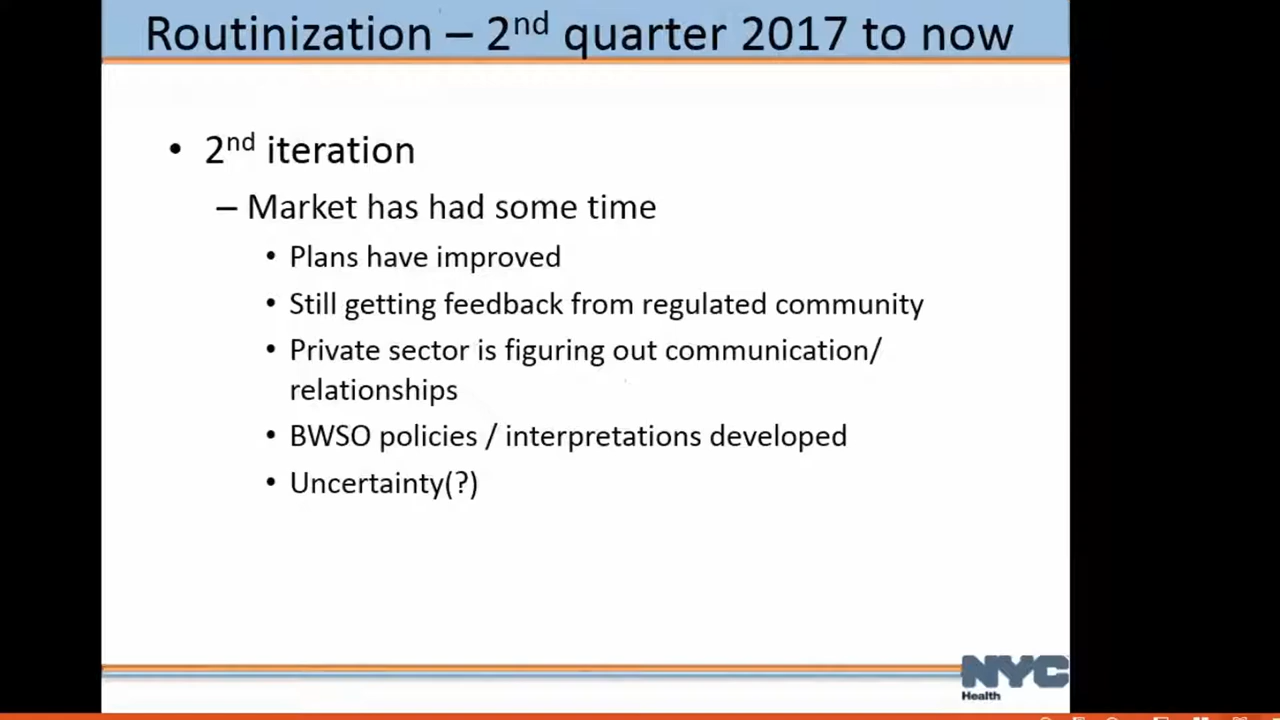 Routinization – 2nd quarter 2017 to now
• 2nd iteration
– Market has had some time
• Plans have improved
• Still getting feedback from regulated community
• Private sector is figuring out communication/
relationships
• BWSO policies / interpretations developed
• Uncertainty(?)
NYC
Health